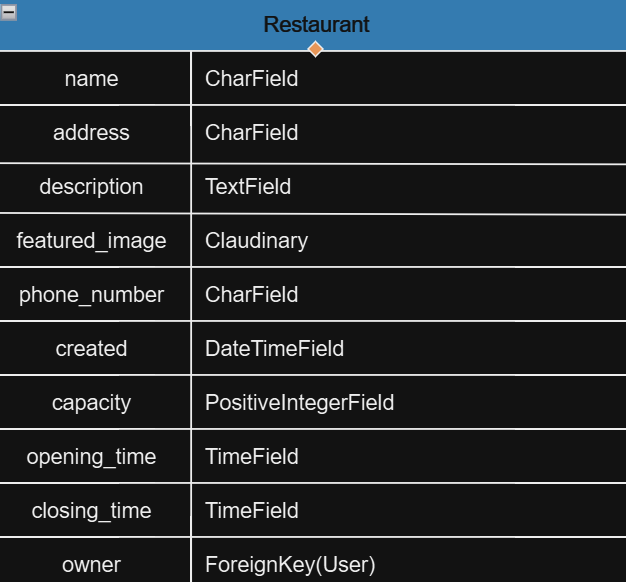 Restaurant
name CharField
address CharField
description TextField
featured_image Claudinary
phone_number CharField
created DateTimeField
capacity PositiveIntegerField
opening_time TimeField
closing_time TimeField
owner ForeignKey(User)